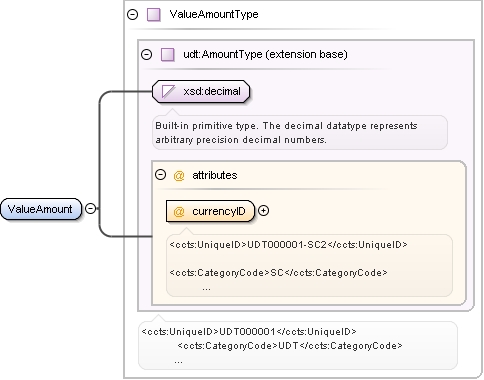 ValueAmountType
udt:AmountType (extension base)
xsd:decimal
Built-in primitive type. The decimal datatype represents
arbitrary precision decimal numbers.
@ attributes
ValueAmount
@ currencyID
<ccts:UniqueID>UDT000001-SC2</ccts:UniqueID>
<ccts:CategoryCode>SC</ccts:CategoryCode>
...
<ccts:UniqueID>UDT000001</ccts:UniqueID>
<ccts:CategoryCode>UDT</ccts:CategoryCode>
...